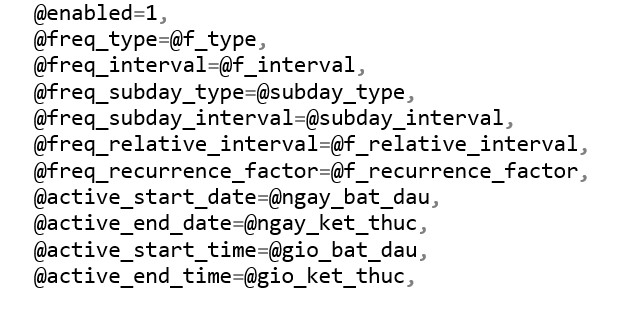 @enabled=1,
@freq_type=@f_type,
@freq_interval=@f_interval,
@freq_subday_type=@subday_type,
@freq_subday_interval=@subday_interval,
@freq_relative_interval=@f_relative_interval,
@freq_recurrence_factor=@f_recurrence_factor,
@active_start_date=@ngay_bat_dau,
@active_end_date=@ngay_ket_thuc,
@active_start_time=@gio_bat_dau,
@active_end_time=@gio_ket_thuc,